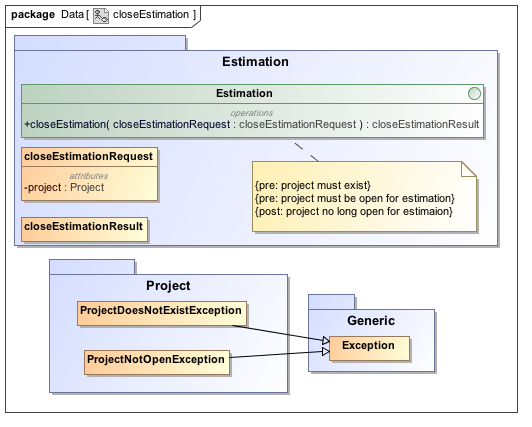 package Data [ closeEstimation ]
Estimation
Estimation
operations
+closeEstimation( closeEstimationRequest : closeEstimationRequest ) : closeEstimationResult
closeEstimationRequest
attributes
-project : Project
{pre: project must exist}
{pre: project must be open for estimation}
{post: project no long open for estimaion}
closeEstimationResult
Project
ProjectDoesNotExistException
ProjectNotOpenException
Generic
Exception